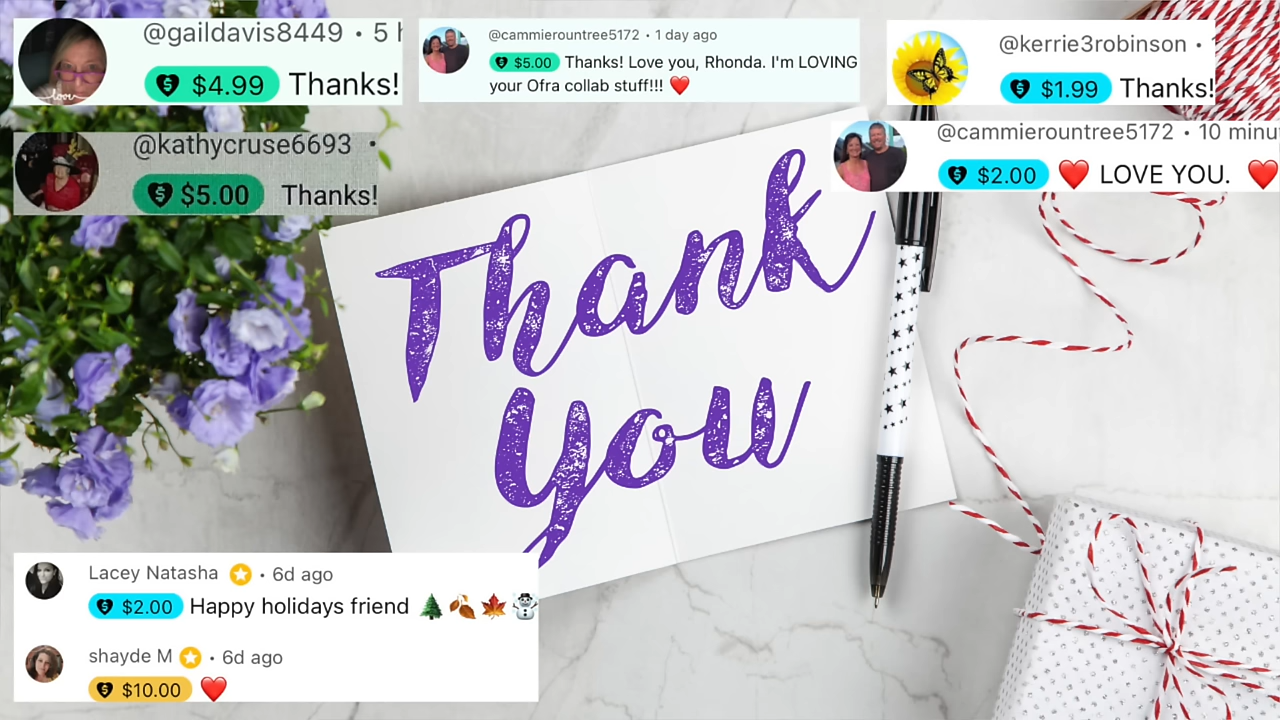 @gaildavis8449 • 5 h
$4.99 Thanks!
@cammierountree5172 • 1 day ago
$5.00 Thanks! Love you, Rhonda. I'm LOVING
your Ofra collab stuff!!! ❤️
@kerrie3robinson •
$1.99 Thanks!
@kathycruse6693 •
$5.00 Thanks!
@cammierountree5172 • 10 minu
$2.00 ❤️ LOVE YOU. ❤️
Thank
you
Lacey Natasha • 6d ago
$2.00 Happy holidays friend 🌲🍂🍁☃️
shayde M • 6d ago
$10.00 ❤️